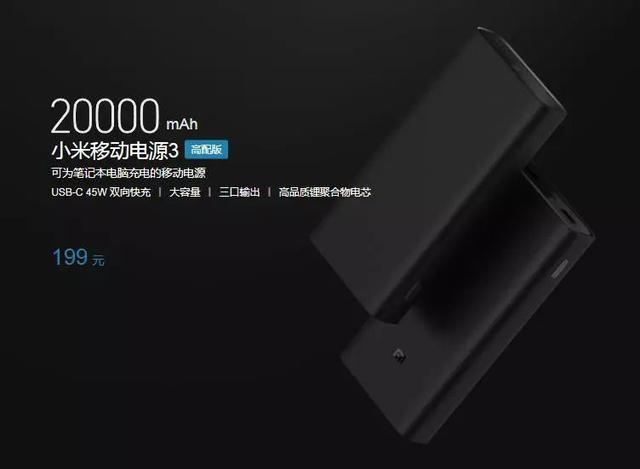 20000 mAh
小米移动电源3 高配版
可为笔记本电脑充电的移动电源
USB-C 45W 双向快充 | 大容量 | 三口输出 | 高品质锂聚合物电芯
199 元